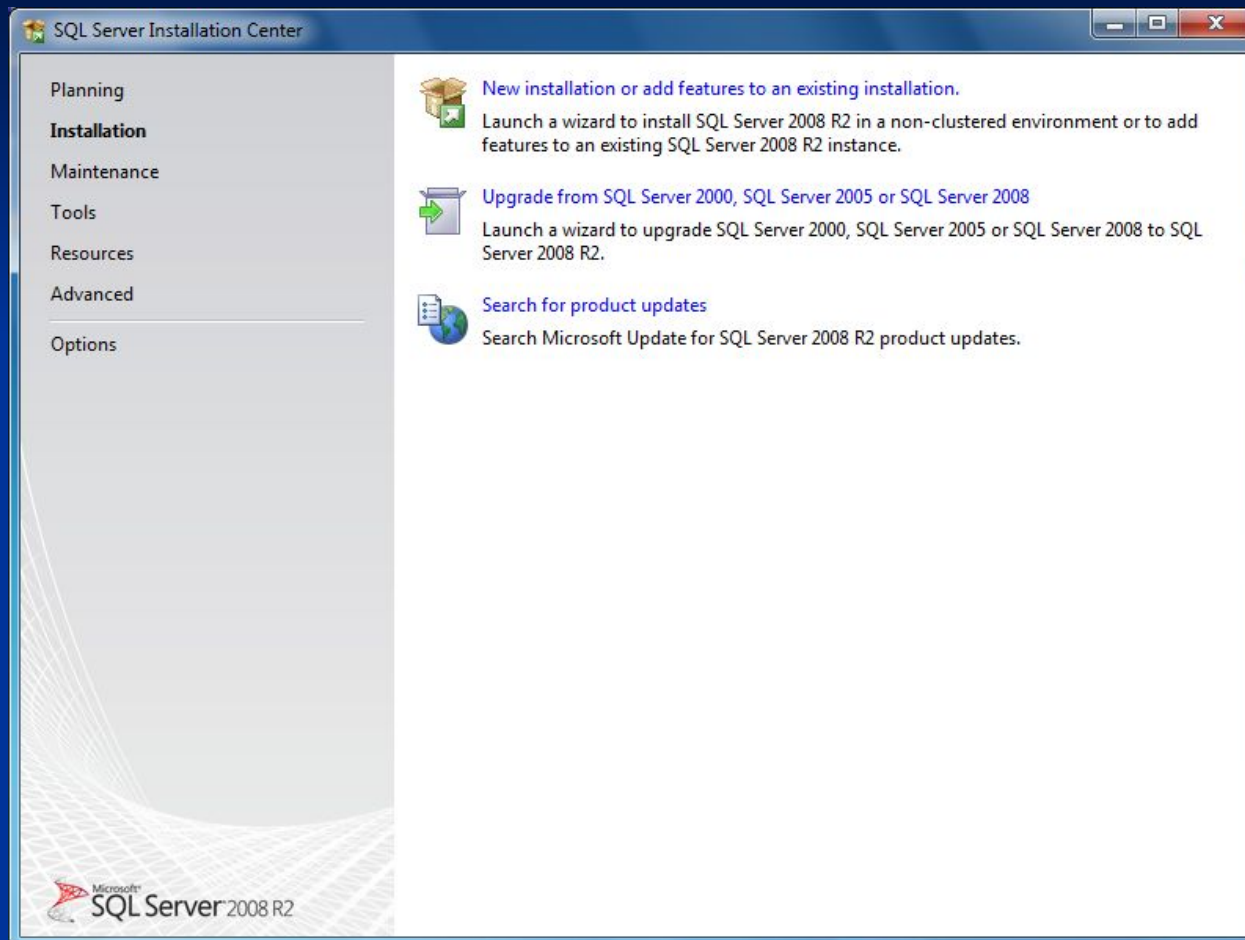 SQL Server Installation Center
Planning
Installation
Maintenance
Tools
Resources
Advanced
Options
New installation or add features to an existing installation.
Launch a wizard to install SQL Server 2008 R2 in a non-clustered environment or to add
features to an existing SQL Server 2008 R2 instance.
Upgrade from SQL Server 2000, SQL Server 2005 or SQL Server 2008
Launch a wizard to upgrade SQL Server 2000, SQL Server 2005 or SQL Server 2008 to SQL
Server 2008 R2.
Search for product updates
Search Microsoft Update for SQL Server 2008 R2 product updates.
Microsoft®
SQL Server® 2008 R2